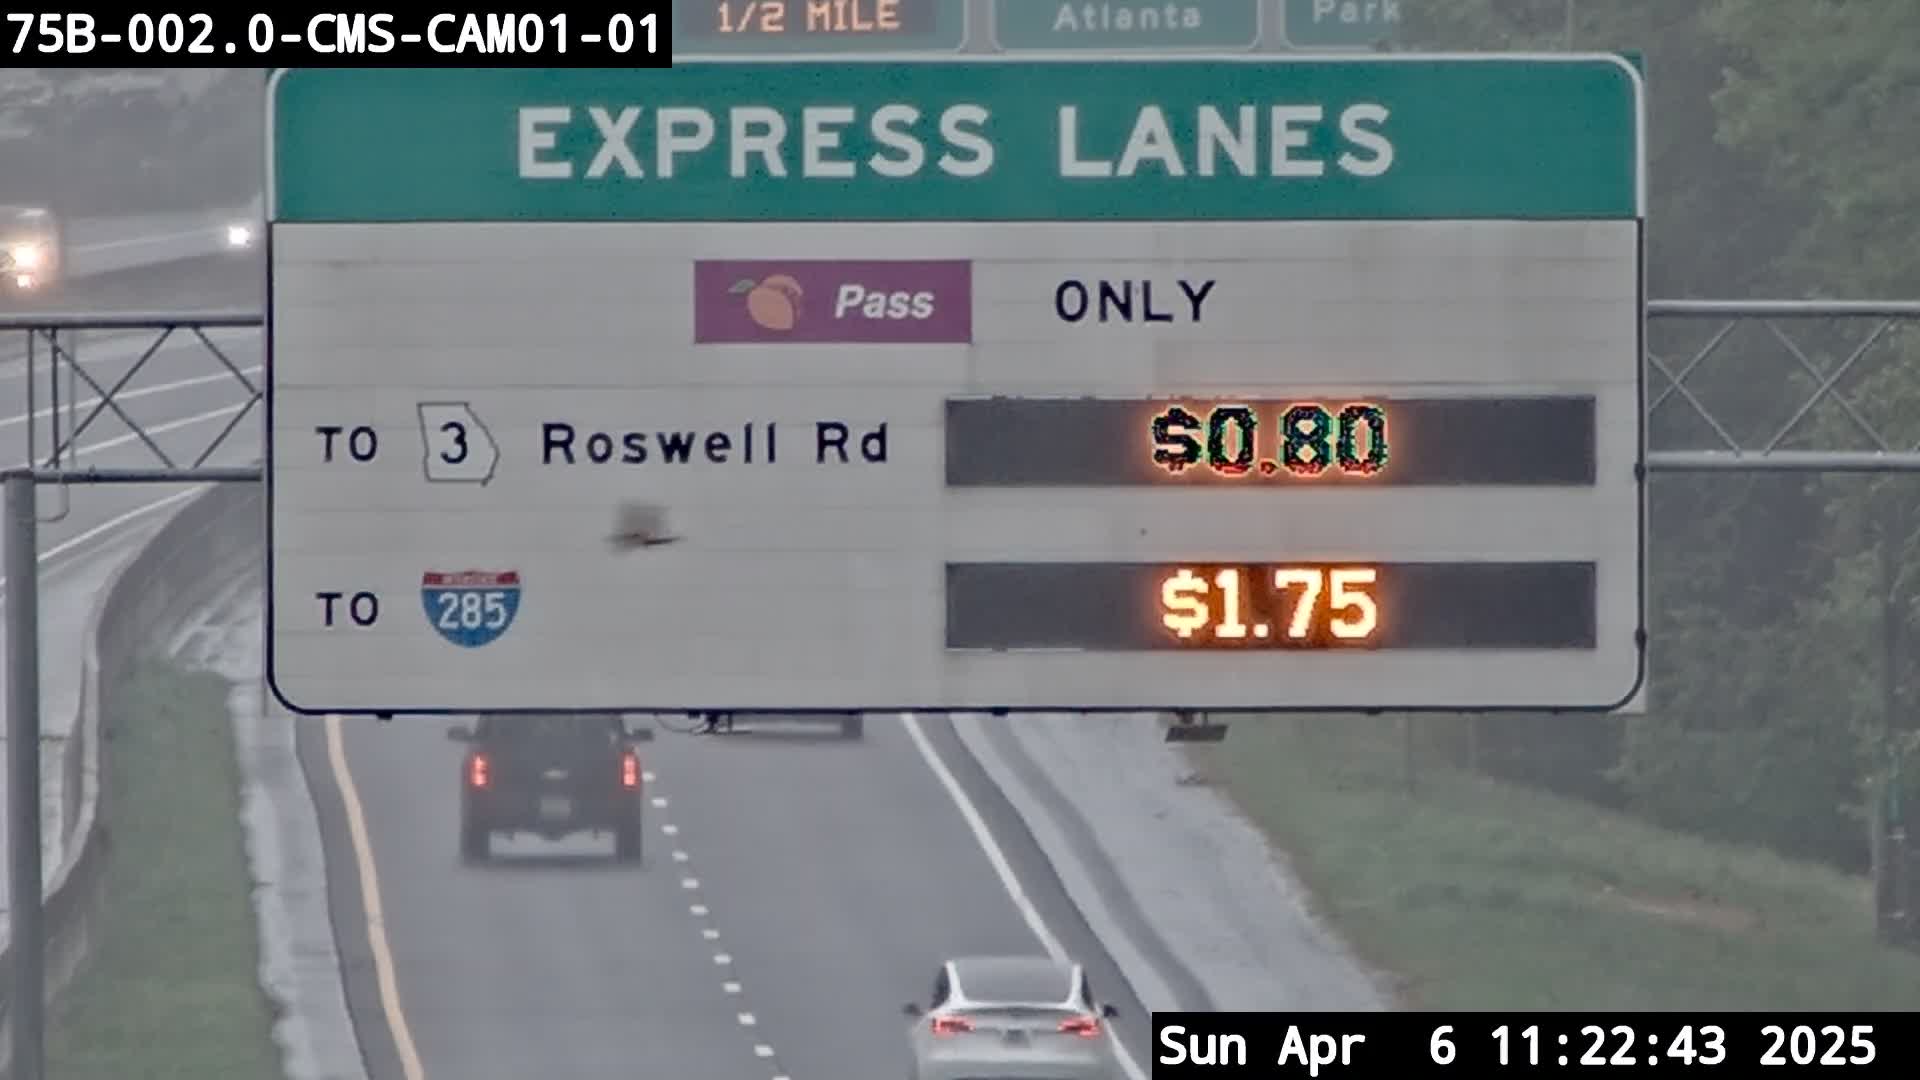 75B-002.0-CMS-CAM01-01
1/2 MILE
Atlanta
Park
EXPRESS LANES
Pass ONLY
TO 3 Roswell Rd $0.80
TO 285 $1.75
Sun Apr 6 11:22:43 2025